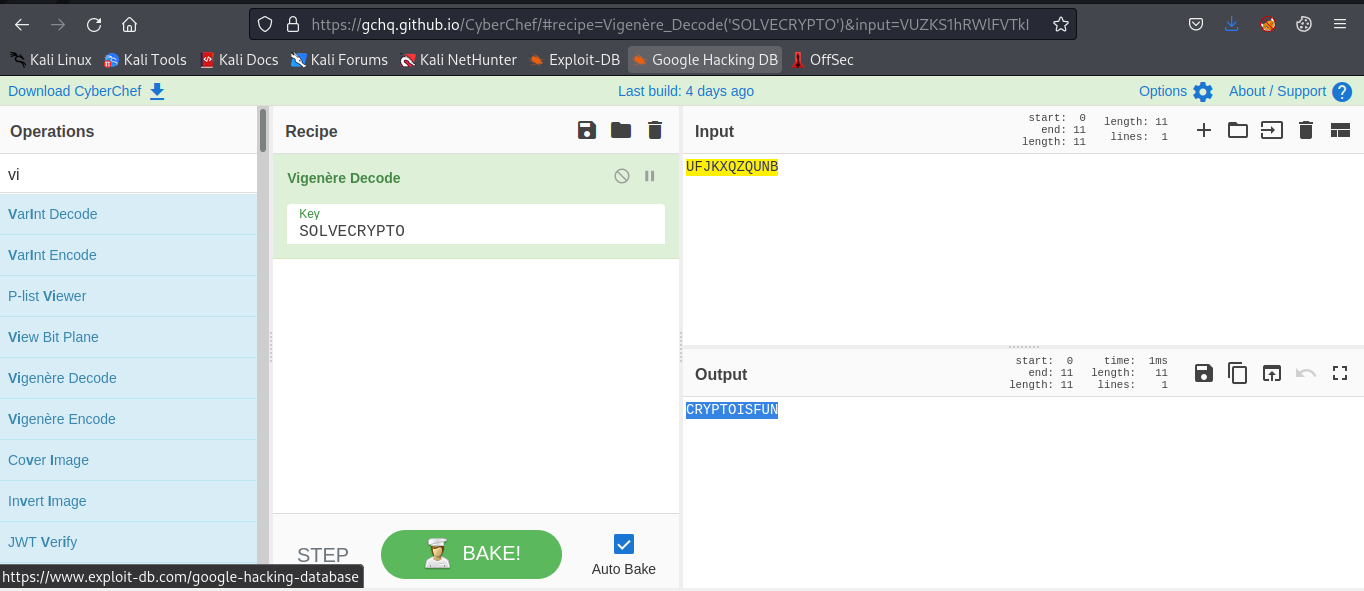 https://gchq.github.io/CyberChef/#recipe=Vigenère_Decode('SOLVECRYPTO')&input=VUZKS1hRWlFVTkI
Kali Linux Kali Tools Kali Docs Kali Forums Kali NetHunter Exploit-DB Google Hacking DB OffSec
Download CyberChef Last build: 4 days ago Options About / Support ?
Operations
vi
VarInt Decode
VarInt Encode
P-list Viewer
View Bit Plane
Vigenère Decode
Vigenère Encode
Cover Image
Invert Image
JWT Verify
https://www.exploit-db.com/google-hacking-database
Recipe
Vigenère Decode
Key
SOLVECRYPTO
STEP
BAKE!
Auto Bake
Input
start: 0
end: 11
length: 11
length: 11
lines: 1
UFJKXQZQUNB
Output
start: 0
end: 11
length: 11
time: 1ms
length: 11
lines: 1
CRYPTOISFUN